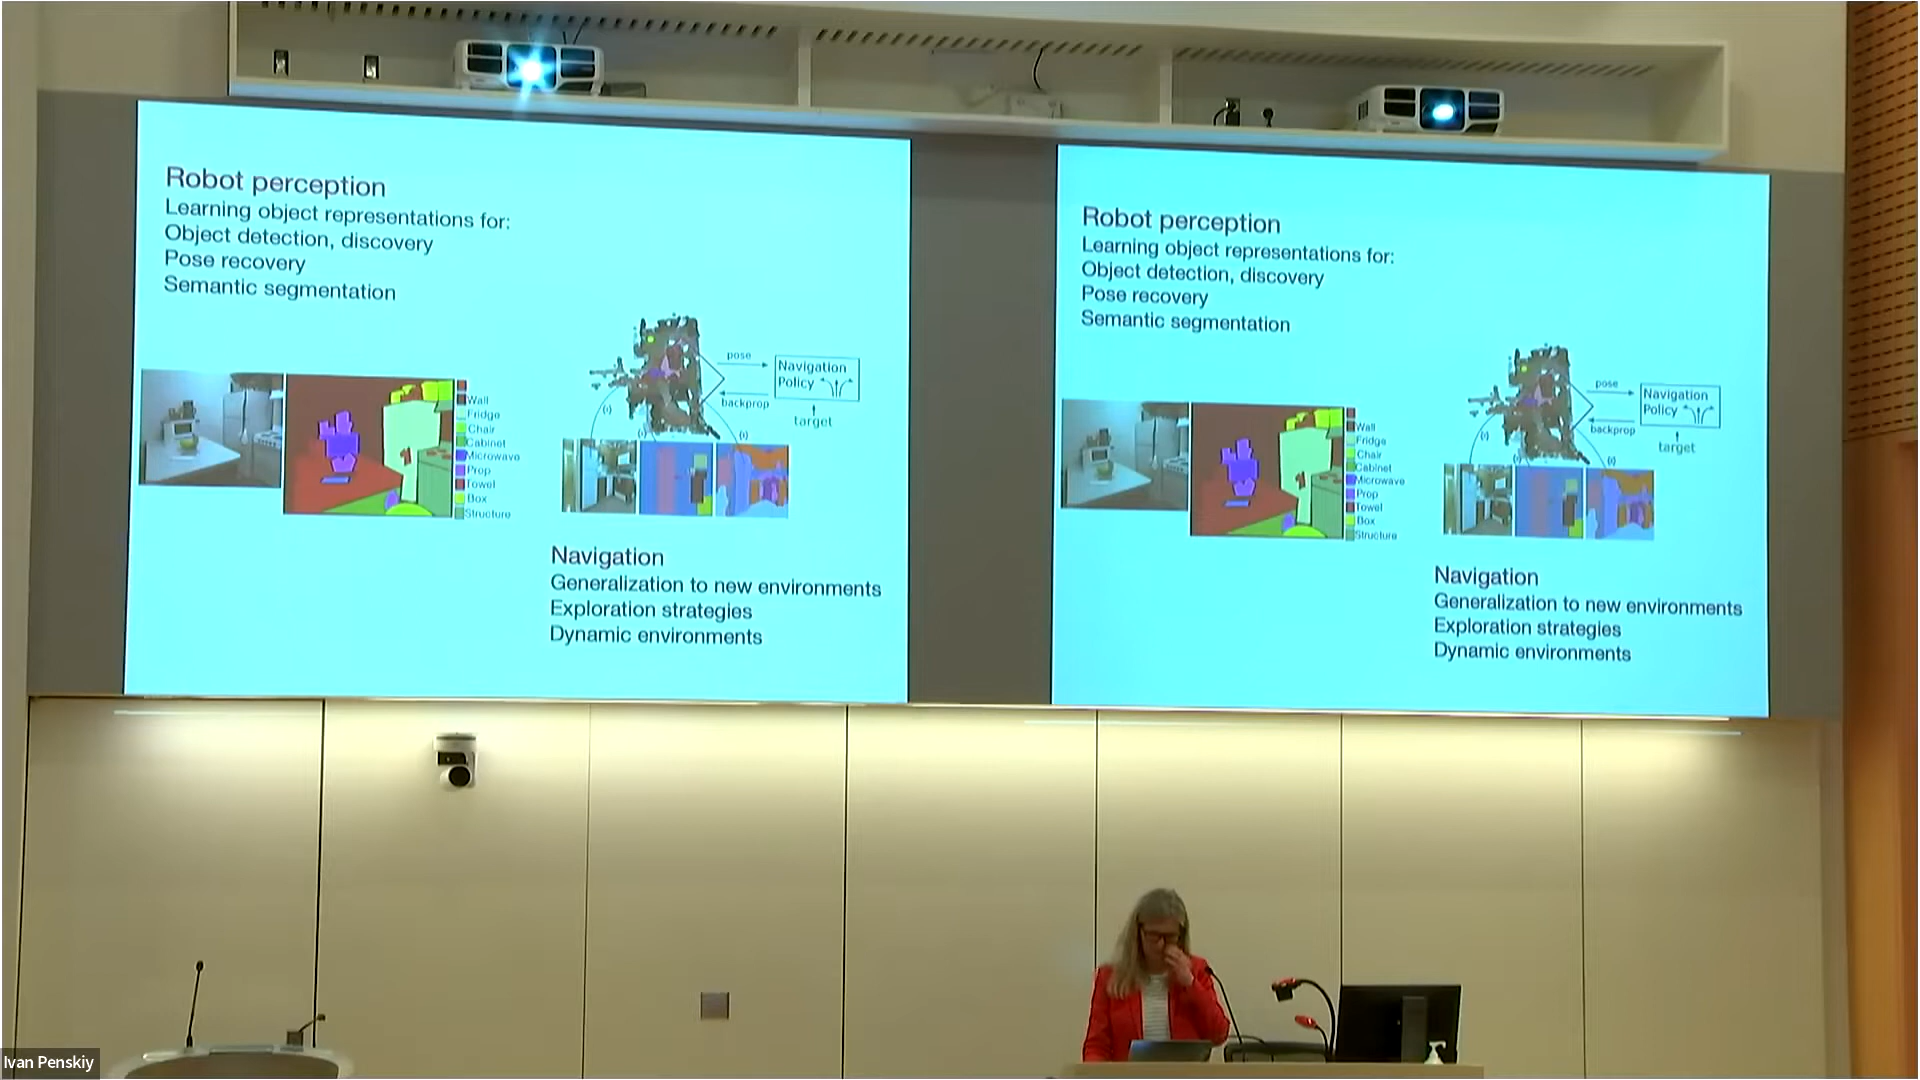 Robot perception
Learning object representations for:
Object detection, discovery
Pose recovery
Semantic segmentation
Wall
Fridge
Chair
Cabinet
Microwave
Prop
Towel
Box
Structure
pose
Navigation
Policy
backprop
target
Navigation
Generalization to new environments
Exploration strategies
Dynamic environments
Robot perception
Learning object representations for:
Object detection, discovery
Pose recovery
Semantic segmentation
Wall
Fridge
Chair
Cabinet
Microwave
Prop
Towel
Box
Structure
pose
Navigation
Policy
backprop
target
Navigation
Generalization to new environments
Exploration strategies
Dynamic environments
Ivan Penskiy